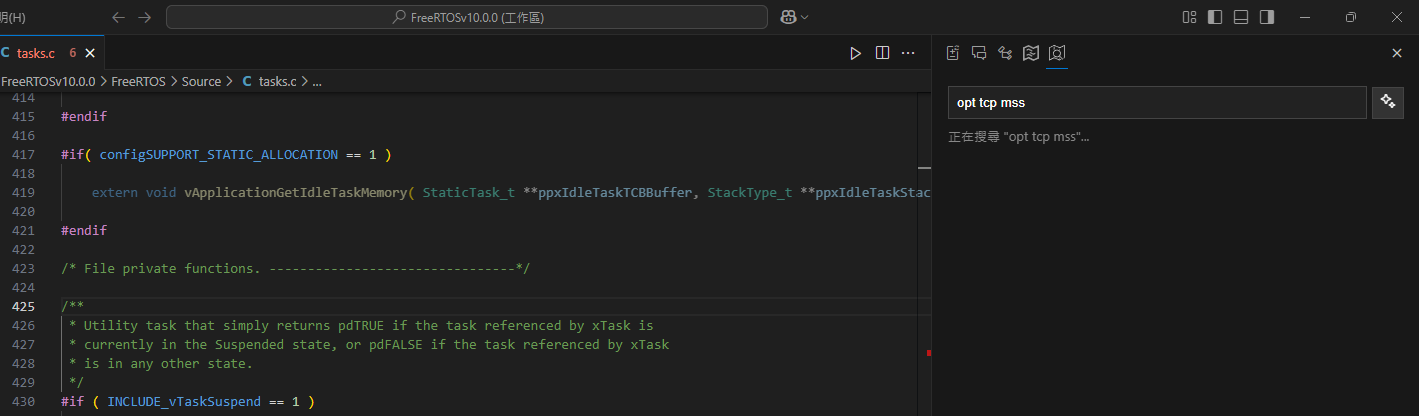 明(H)
FreeRTOSv10.0.0 (工作區)
tasks.c 6
FreeRTOSv10.0.0 > FreeRTOS > Source > C tasks.c > ...
opt tcp mss
正在搜尋 "opt tcp mss"...
414
415 #endif
416
417 #if( configSUPPORT_STATIC_ALLOCATION == 1 )
418
419 extern void vApplicationGetIdleTaskMemory( StaticTask_t **ppxIdleTaskTCBBuffer, StackType_t **ppxIdleTaskStac
420
421 #endif
422
423 /* File private functions. --------------------------------*/
424
425 /**
426 * Utility task that simply returns pdTRUE if the task referenced by xTask is
427 * currently in the Suspended state, or pdFALSE if the task referenced by xTask
428 * is in any other state.
429 */
430 #if ( INCLUDE_vTaskSuspend == 1 )